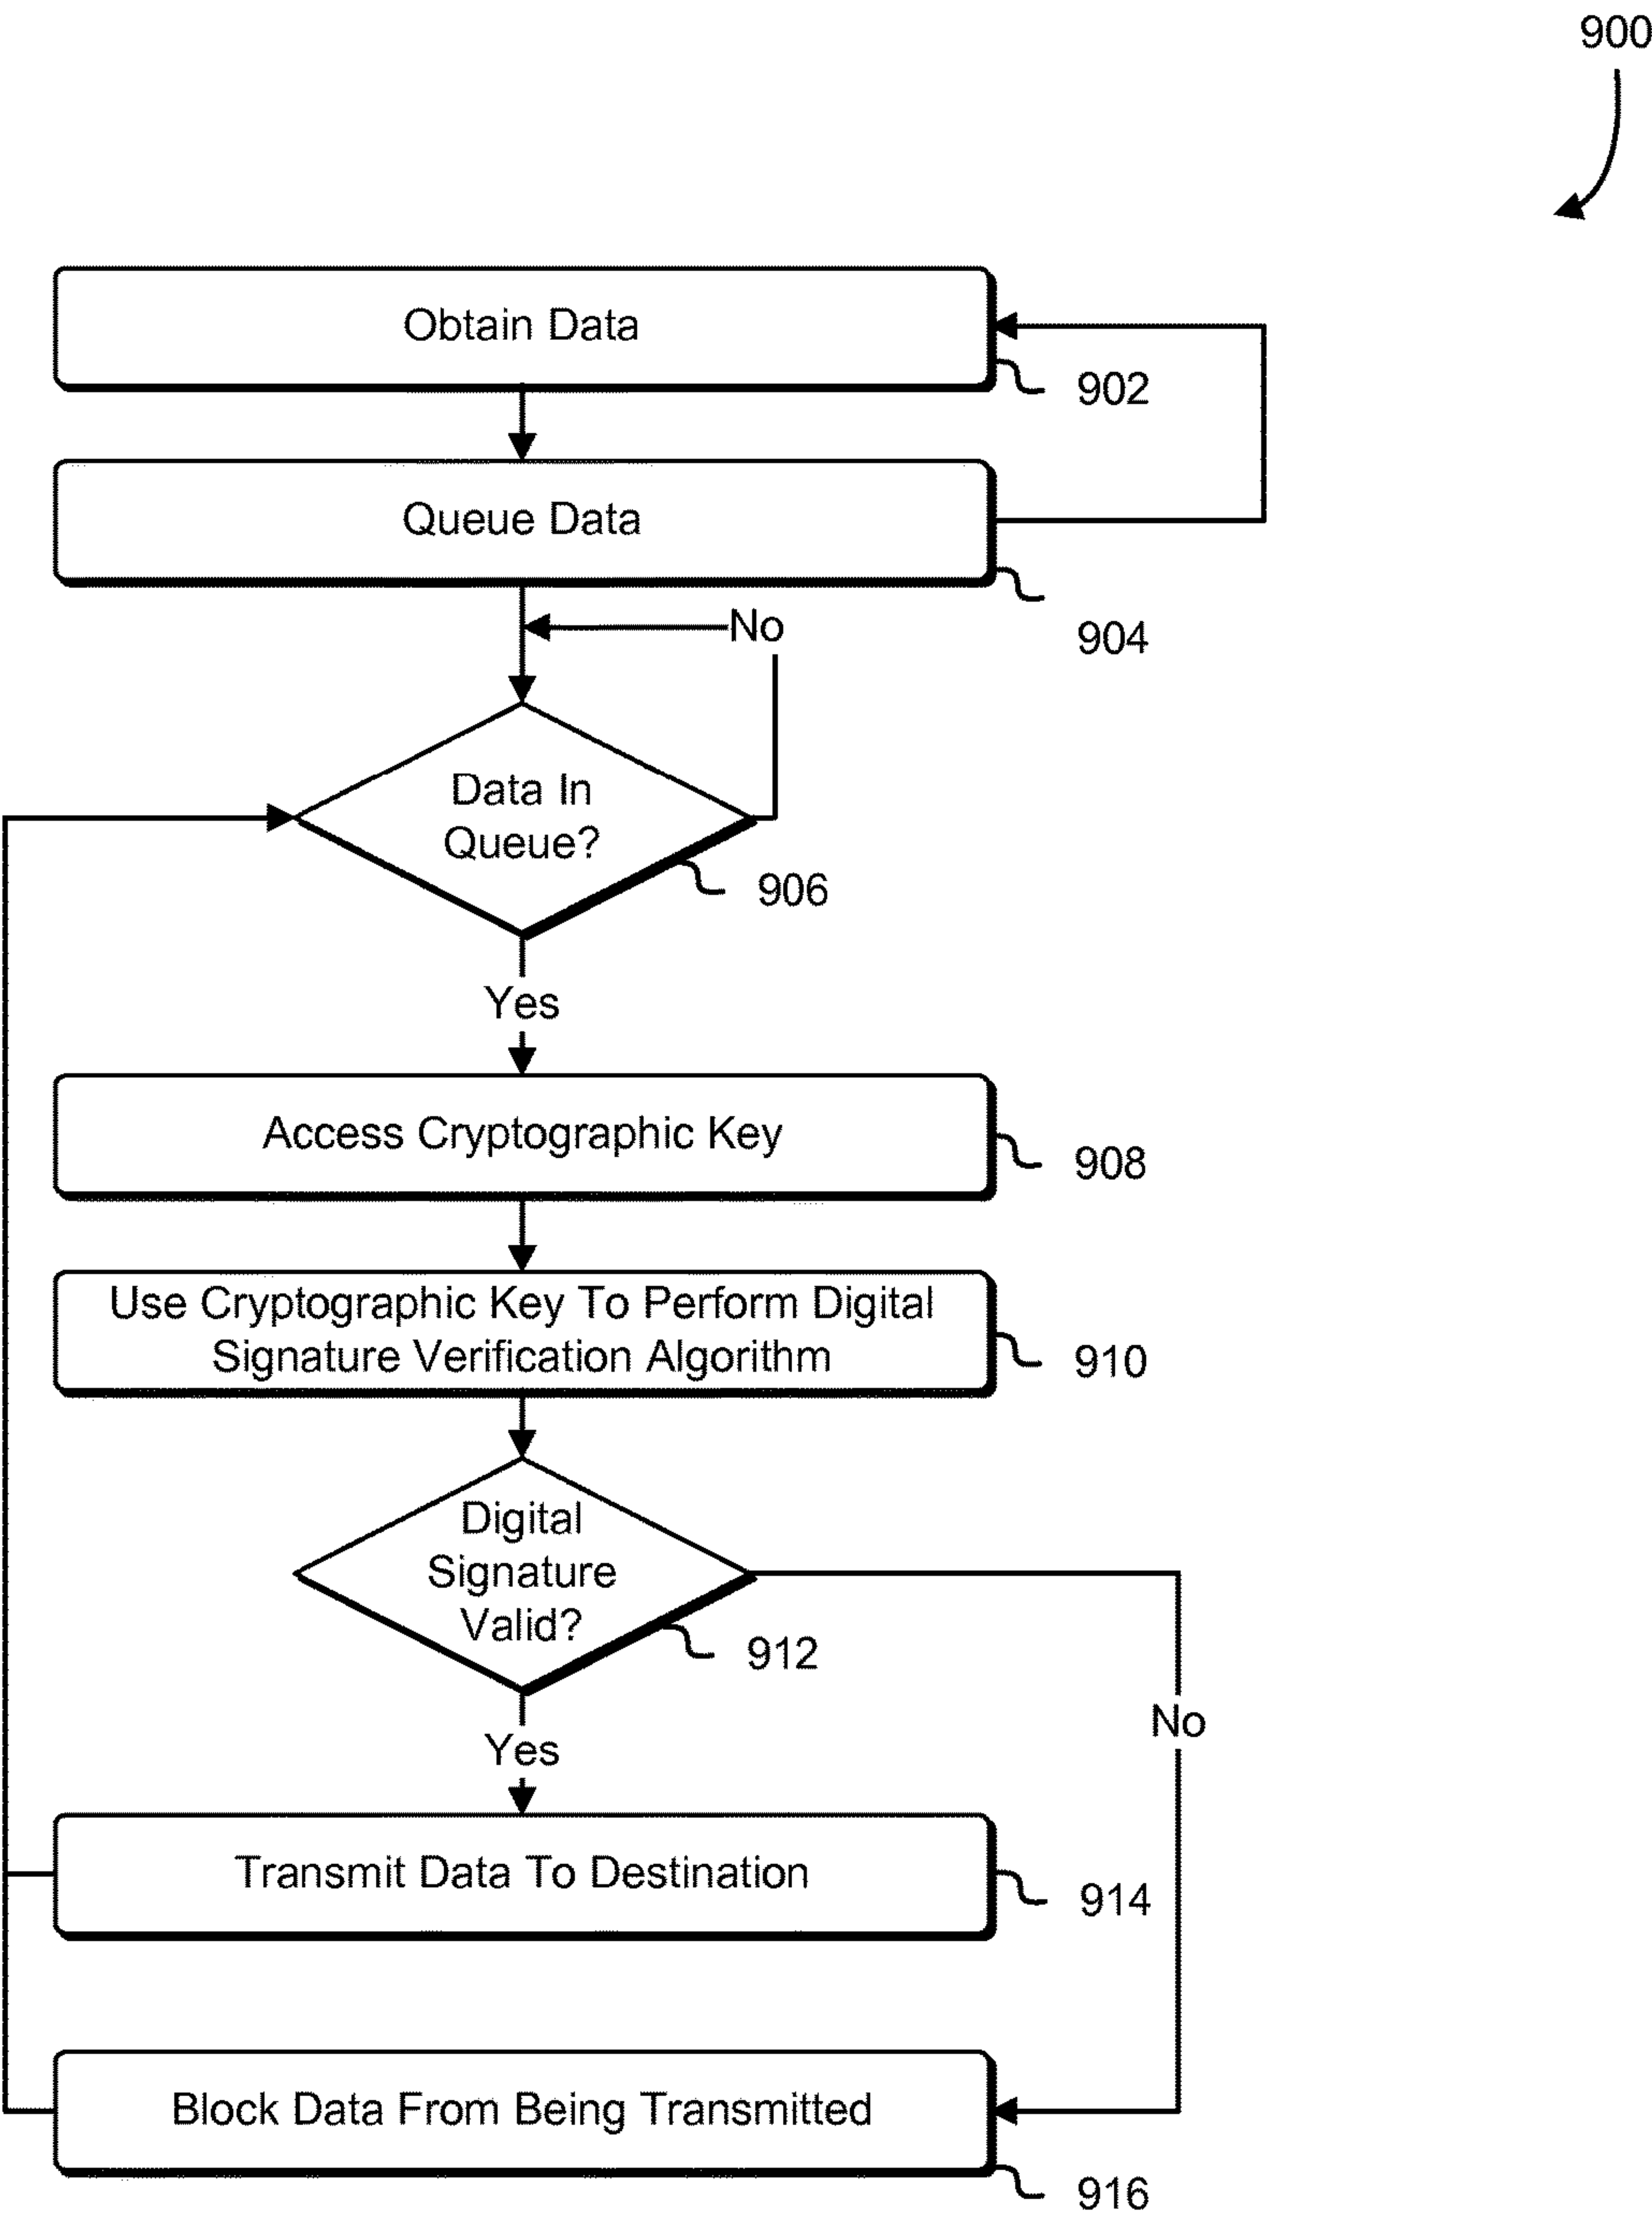 900
Obtain Data
902
Queue Data
904
No
Data In
Queue?
906
Yes
Access Cryptographic Key
908
Use Cryptographic Key To Perform Digital
Signature Verification Algorithm
910
Digital
Signature
Valid?
912
No
Yes
Transmit Data To Destination
914
Block Data From Being Transmitted
916